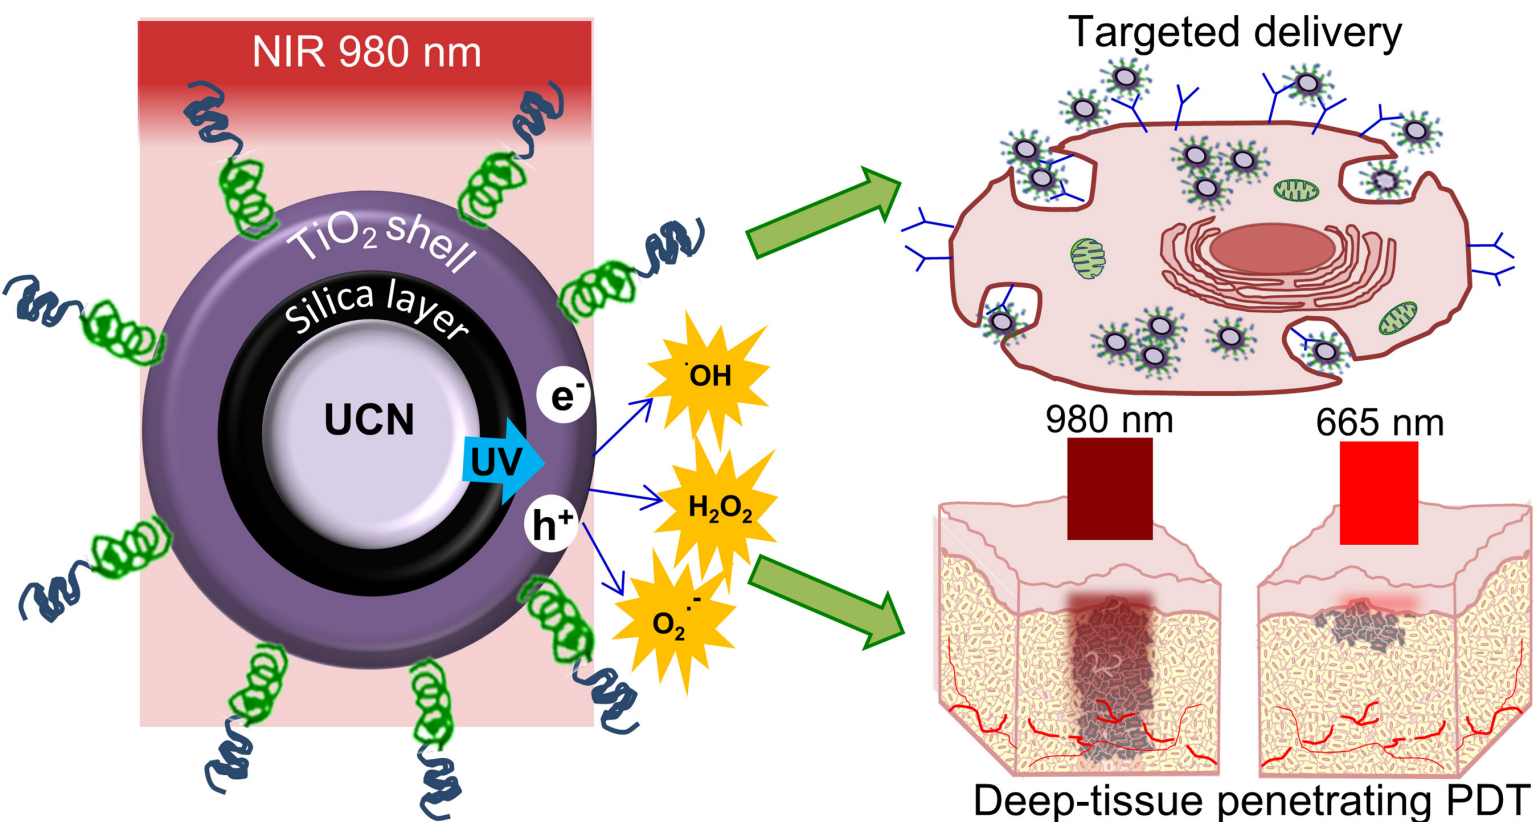 NIR 980 nm
TiO₂ shell
Silica layer
UCN
UV
e⁻
h⁺
˙OH
H₂O₂
O₂˙⁻
Targeted delivery
980 nm
665 nm
Deep-tissue penetrating PDT